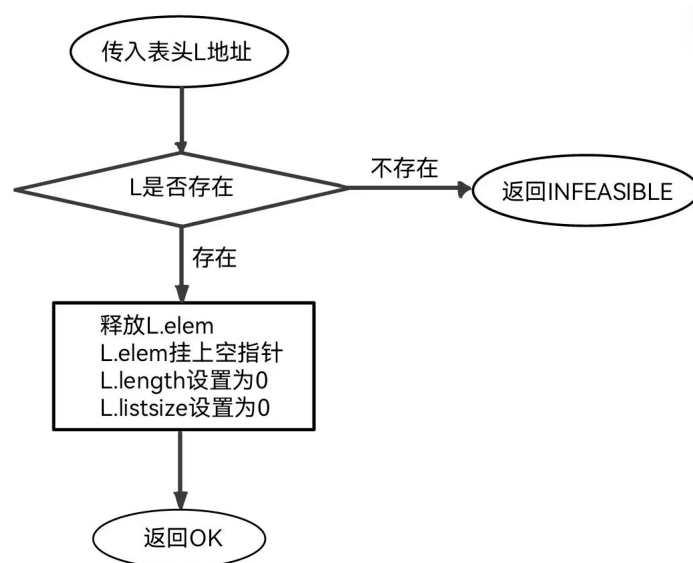 传入表头L地址
L是否存在
不存在
返回INFEASIBLE
存在
释放L.elem
L.elem挂上空指针
L.length设置为0
L.listsize设置为0
返回OK